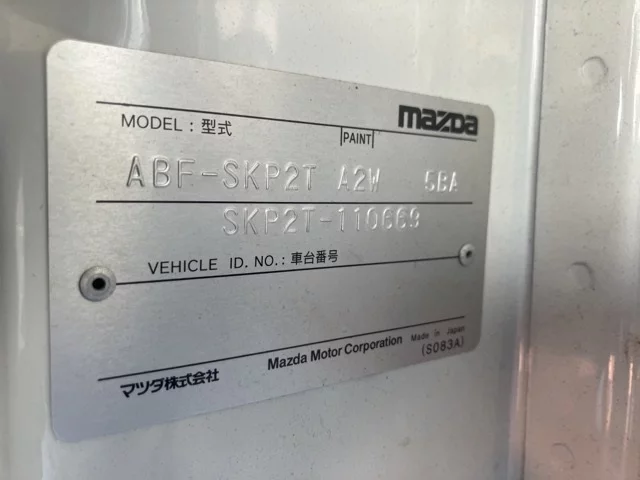 mazda
MODEL : 型式 PAINT
ABF-SKP2T A2W 5BA
SKP2T-110669
VEHICLE ID. NO. : 車台番号
マツダ株式会社 Mazda Motor Corporation Made in Japan
(S083A)